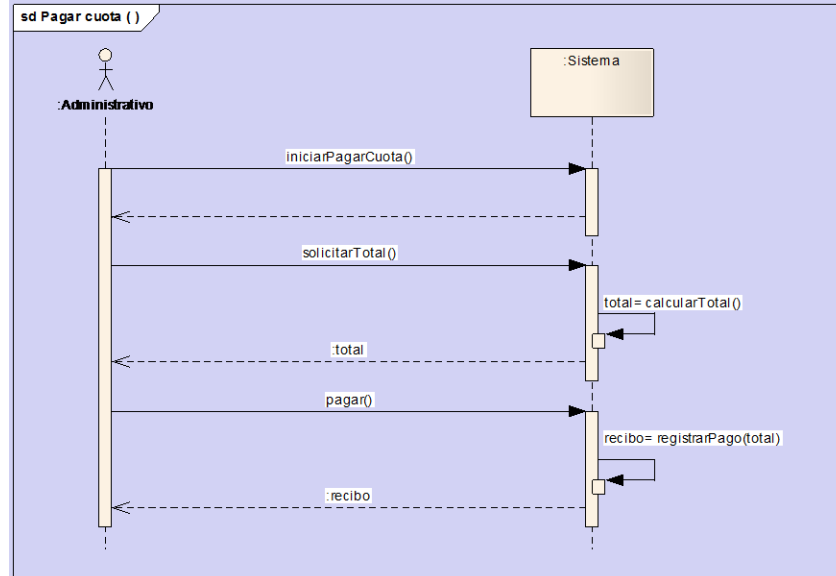 sd Pagar cuota ( )
:Administrativo
:Sistema
iniciarPagarCuota()
solicitarTotal()
total= calcularTotal()
:total
pagar()
recibo= registrarPago(total)
:recibo